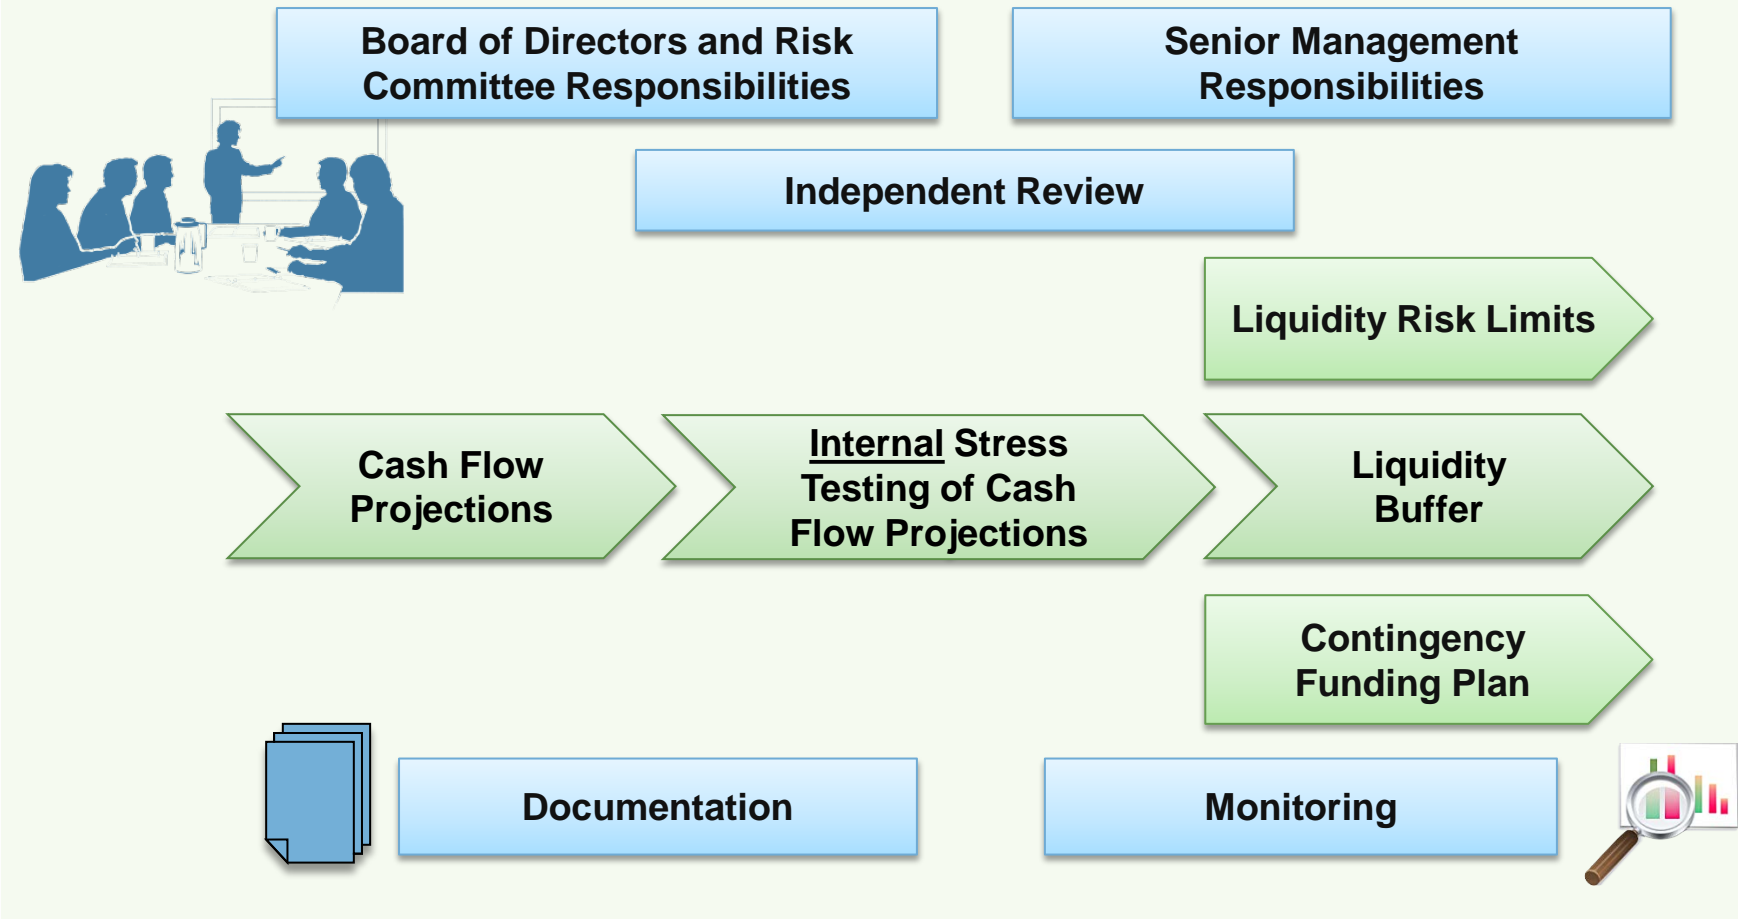 Board of Directors and Risk
Committee Responsibilities
Senior Management
Responsibilities
Independent Review
Liquidity Risk Limits
Cash Flow
Projections
Internal Stress
Testing of Cash
Flow Projections
Liquidity
Buffer
Contingency
Funding Plan
Documentation
Monitoring